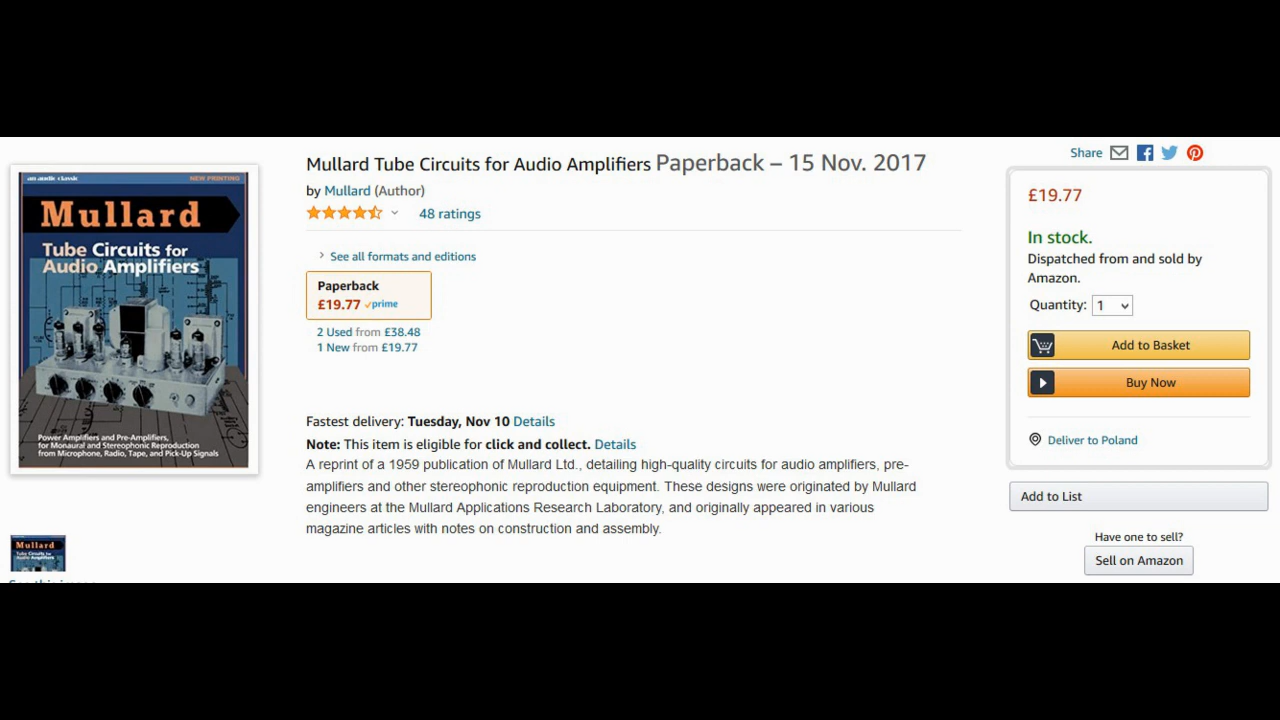 an audio classic
NEW PRINTING
Mullard
Tube Circuits for
Audio Amplifiers
Power Amplifiers and Pre-Amplifiers,
for Monaural and Stereophonic Reproduction
from Microphone, Radio, Tape, and Pick-Up Signals
Mullard
Tube Circuits for
Audio Amplifiers
Mullard Tube Circuits for Audio Amplifiers Paperback – 15 Nov. 2017
by Mullard (Author)
48 ratings
See all formats and editions
Paperback
£19.77 prime
2 Used from £38.48
1 New from £19.77
Fastest delivery: Tuesday, Nov 10 Details
Note: This item is eligible for click and collect. Details
A reprint of a 1959 publication of Mullard Ltd., detailing high-quality circuits for audio amplifiers, pre-
amplifiers and other stereophonic reproduction equipment. These designs were originated by Mullard
engineers at the Mullard Applications Research Laboratory, and originally appeared in various
magazine articles with notes on construction and assembly.
Share
£19.77
In stock.
Dispatched from and sold by
Amazon.
Quantity: 1
Add to Basket
Buy Now
Deliver to Poland
Add to List
Have one to sell?
Sell on Amazon